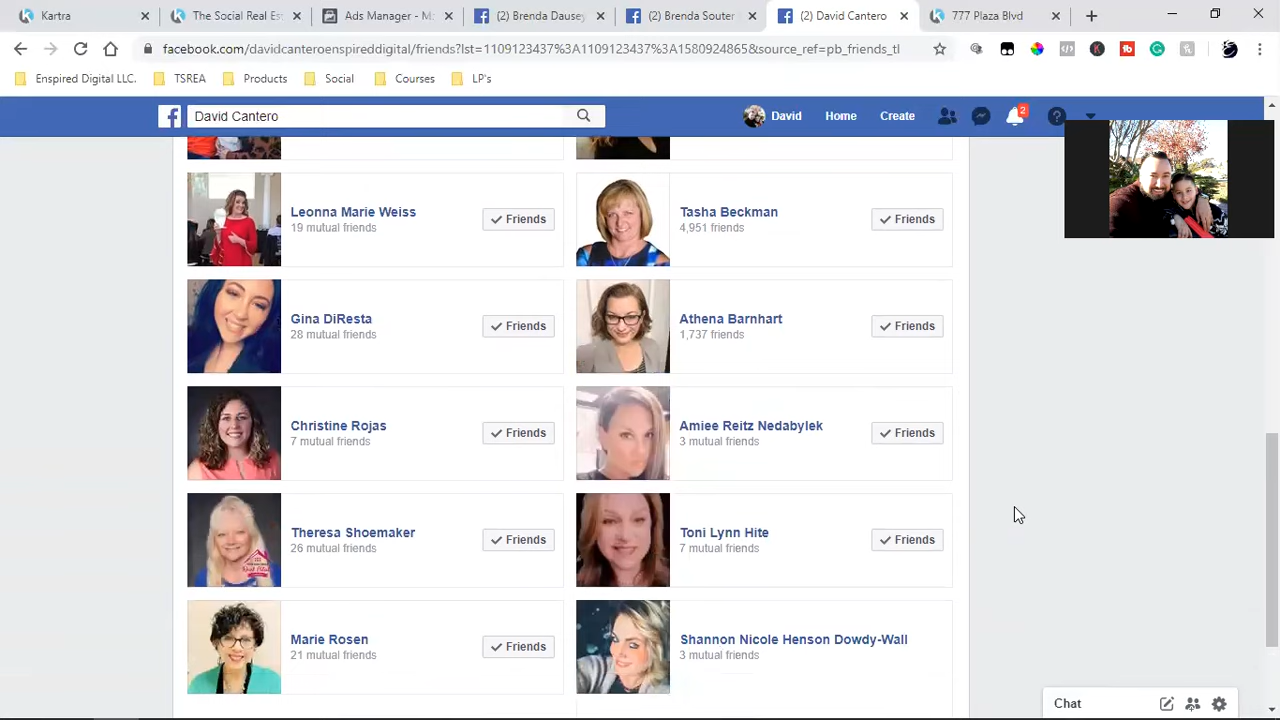 Kartra
The Social Real Est
Ads Manager - M
(2) Brenda Dausey
(2) Brenda Souter
(2) David Cantero
777 Plaza Blvd
facebook.com/davidcanteroenspireddigital/friends?lst=1109123437%3A1109123437%3A1580924865&source_ref=pb_friends_tl
Enspired Digital LLC.
TSREA
Products
Social
Courses
LP's
David Cantero
David
Home
Create
2
Leonna Marie Weiss
19 mutual friends
Friends
Tasha Beckman
4,951 friends
Friends
Gina DiResta
28 mutual friends
Friends
Athena Barnhart
1,737 friends
Friends
Christine Rojas
7 mutual friends
Friends
Amiee Reitz Nedabylek
3 mutual friends
Friends
Theresa Shoemaker
26 mutual friends
Friends
Toni Lynn Hite
7 mutual friends
Friends
Marie Rosen
21 mutual friends
Friends
Shannon Nicole Henson Dowdy-Wall
3 mutual friends
Chat